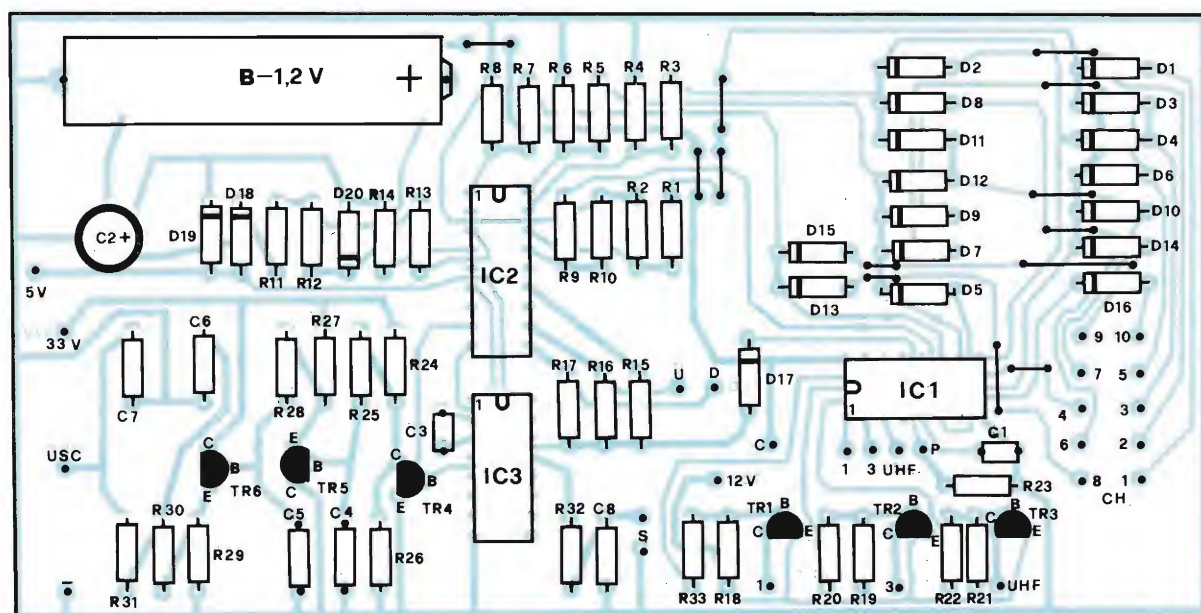 B-1,2 V +
R8 R7 R6 R5 R4 R3
D2 D1
D8 D3
D11 D4
D12 D6
D9 D10
D7 D14
D5 D16
D15
D13
D18 D20 R14 R13
1 R2 R1
C2+ D19
R11 R12
IC2
R9 R10
5V
33 V
C6 R27 R24
C7 R28 R25
R17 R16 R15 U D D17
IC1
1
9 10
7 5
4 3
6 2
8 1
CH.
C3 1
IC3
USC
C B E TR6
E B C TR5
C B E TR4
C
1 3 UHF P C1
12V
R23
R30 R29 R31
C5 C4 R26
R32 C8 S
R33 R18
TR1 B C E
TR2 B C E
TR3 B C E
R20 R19 R22 R21
1 3 UHF
-